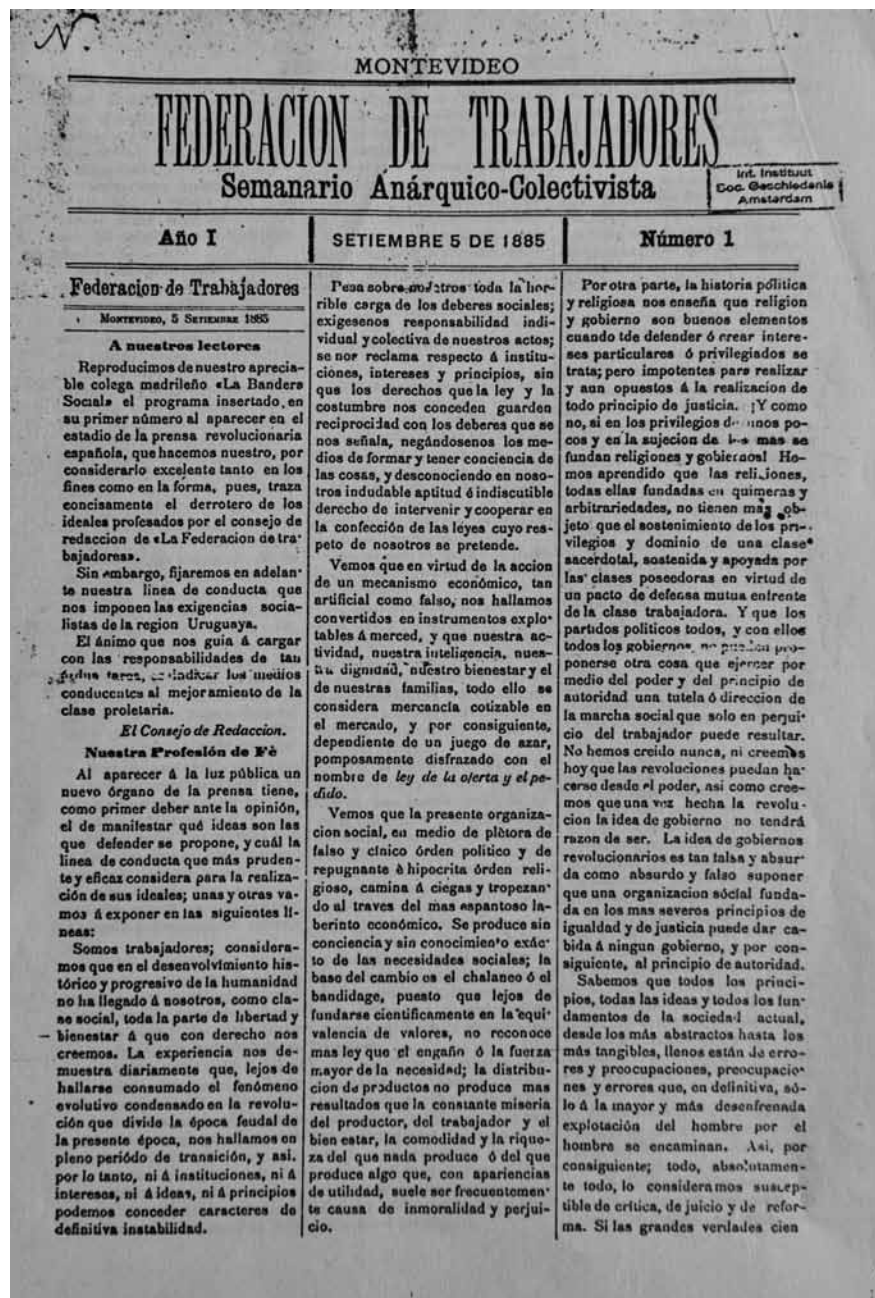 MONTEVIDEO
FEDERACION DE TRABAJADORES
Semanario Anárquico-Colectivista
Int. Instituut
Soc. Geschiedenis
Amsterdam
Año I
SETIEMBRE 5 DE 1885
Número 1
Federacion de Trabajadores
MONTEVIDEO, 5 SETIEMBRE 1885
A nuestros lectores
Reproducimos de nuestro aprecia-
ble colega madrileño «La Bandera
Social» el programa insertado, en
su primer número al aparecer en el
estadio de la prensa revolucionaria
española, que hacemos nuestro, por
considerarlo excelente tanto en los
fines como en la forma, pues, traza
concisamente el derrotero de los
ideales profesados por el consejo de
redaccion de «La Federacion de tra-
bajadores».
Sin embargo, fijaremos en adelan-
te nuestra linea de conducta que
nos imponen las exigencias socia-
listas de la region Uruguaya.
El ánimo que nos guia á cargar
con las responsabilidades de tan
tarea, es indicar los medios
conducentes al mejoramiento de la
clase proletaria.
El Consejo de Redaccion.
Nuestra Profesión de Fè
Al aparecer á la luz pública un
nuevo órgano de la prensa tiene,
como primer deber ante la opinión,
el de manifestar qué ideas son las
que defender se propone, y cuál la
linea de conducta que más pruden-
te y eficaz considera para la realiza-
ción de sus ideales; unas y otras va-
mos á exponer en las siguientes lí-
neas:
Somos trabajadores; considera-
mos que en el desenvolvimiento his-
tórico y progresivo de la humanidad
no ha llegado á nosotros, como cla-
se social, toda la parte de libertad y
bienestar á que con derecho nos
creemos. La experiencia nos de-
muestra diariamente que, lejos de
hallarse consumado el fenómeno
evolutivo condensado en la revolu-
ción que divide la época feudal de
la presente época, nos hallamos en
pleno periódo de transición, y asi.
por lo tanto, ni á instituciones, ni á
intereses, ni á ideas, ni á principios
podemos conceder caracteres de
definitiva instabilidad.
Pesa sobre nosotros toda la hor-
rible carga de los deberes sociales;
exigesenos responsabilidad indi-
vidual y colectiva de nuestros actos;
se nos reclama respecto á institu-
ciones, intereses y principios, sin
que los derechos que la ley y la
costumbre nos conceden guarden
reciprocidad con los deberes que se
nos señala, negándosenos los me-
dios de formar y tener conciencia de
las cosas, y desconociendo en noso-
tros indudable aptitud é indiscutible
derecho de intervenir y cooperar en
la confección de las leyes cuyo res-
peto de nosotros se pretende.
Vemos que en virtud de la accion
de un mecanismo económico, tan
artificial como falso, nos hallamos
convertidos en instrumentos explo-
tables á merced, y que nuestra ac-
tividad, nuestra inteligencia, nues-
tra dignidad, nuestro bienestar y el
de nuestras familias, todo ello se
considera mercancia cotizable en
el mercado, y por consiguiente,
dependiente de un juego de azar,
pomposamente disfrazado con el
nombre de ley de la oferta y el pe-
dido.
Vemos que la presente organiza-
cion social, en medio de plètora de
falso y cínico órden politico y de
repugnante è hipocrita órden reli-
gioso, camina á ciegas y tropezan-
do al traves del mas espantoso la-
berinto económico. Se produce sin
conciencia y sin conocimiento exác-
to de las necesidades sociales; la
base del cambio es el chalaneo ó el
bandidage, puesto que lejos de
fundarse cientificamente en la equi-
valencia de valores, no reconoce
mas ley que el engaño ó la fuerza
mayor de la necesidad; la distribu-
cion de productos no produce mas
resultados que la constante miseria
del productor, del trabajador y el
bien estar, la comodidad y la rique-
za del que nada produce ó del que
produce algo que, con apariencias
de utilidad, suele ser frecuentemen-
te causa de inmoralidad y perjui-
cio.
Por otra parte, la historia política
y religiosa nos enseña que religion
y gobierno son buenos elementos
cuando tde defender ó crear intere-
ses particulares ó privilegiados se
trata; pero impotentes para realizar
y aun opuestos á la realizacion de
todo principio de justicia. ¡Y como
no, si en los privilegios de unos po-
cos y en la sujecion de los mas se
fundan religiones y gobiernos! He-
mos aprendido que las religiones,
todas ellas fundadas en quimeras y
arbitrariedades, no tienen más ob-
jeto que el sostenimiento de los pri-
vilegios y dominio de una clase
sacerdotal, sostenida y apoyada por
las clases poseedoras en virtud de
un pacto de defensa mutua enfrente
de la clase trabajadora. Y que los
partidos politicos todos, y con ellos
todos los gobiernos, no pueden pro-
ponerse otra cosa que ejercer por
medio del poder y del principio de
autoridad una tutela ó direccion de
la marcha social que solo en perjui-
cio del trabajador puede resultar.
No hemos creido nunca, ni creemos
hoy que las revoluciones puedan ha-
cerse desde el poder, asi como cree-
mos que una vez hecha la revolu-
cion la idea de gobierno no tendrá
razon de ser. La idea de gobiernos
revolucionarios es tan falsa y absur-
da como absurdo y falso suponer
que una organizacion sócial funda-
da en los mas severos principios de
igualdad y de justicia puede dar ca-
bida á ningun gobierno, y por con-
siguiente, al principio de autoridad.
Sabemos que todos los princi-
pios, todas las ideas y todos los fun-
damentos de la sociedad actual,
desde los más abstractos hasta los
más tangibles, llenos están de erro-
res y preocupaciones, preocupacio-
nes y errores que, en definitiva, só-
lo á la mayor y más desenfrenada
explotación del hombre por el
hombre se encaminan. Asi, por
consiguiente; todo, absolutamen-
te todo, lo consideramos suscep-
tible de crítica, de juicio y de refor-
ma. Si las grandes verdades cien